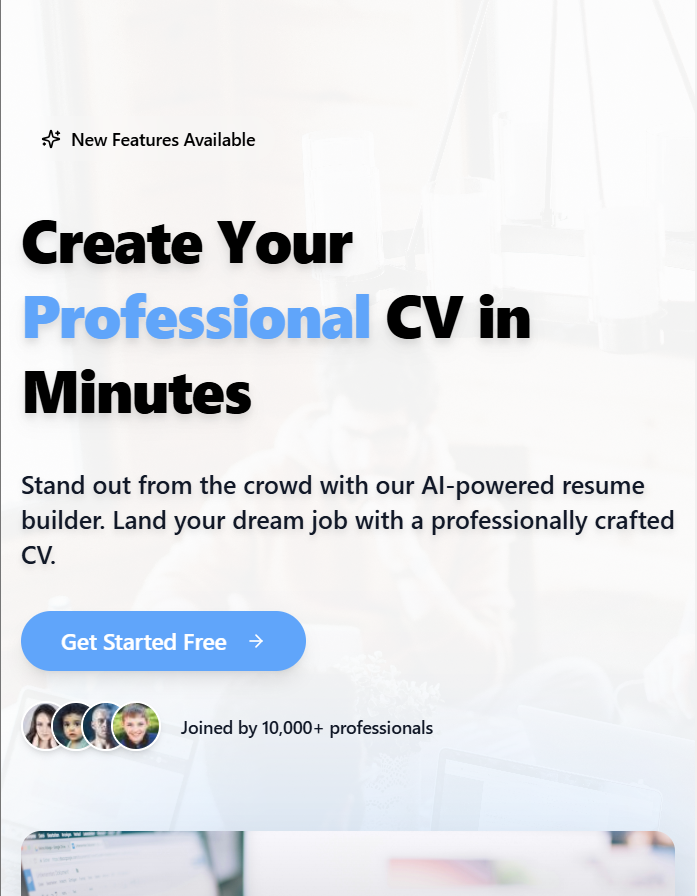 New Features Available
Create Your
Professional CV in
Minutes
Stand out from the crowd with our AI-powered resume
builder. Land your dream job with a professionally crafted
CV.
Get Started Free
Joined by 10,000+ professionals